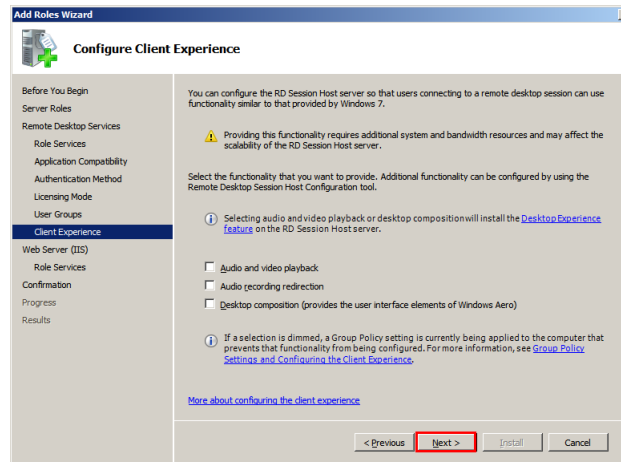 Add Roles Wizard
Configure Client Experience
Before You Begin
Server Roles
Remote Desktop Services
Role Services
Application Compatibility
Authentication Method
Licensing Mode
User Groups
Client Experience
Web Server (IIS)
Role Services
Confirmation
Progress
Results
You can configure the RD Session Host server so that users connecting to a remote desktop session can use
functionality similar to that provided by Windows 7.
Providing this functionality requires additional system and bandwidth resources and may affect the
scalability of the RD Session Host server.
Select the functionality that you want to provide. Additional functionality can be configured by using the
Remote Desktop Session Host Configuration tool.
Selecting audio and video playback or desktop composition will install the Desktop Experience
feature on the RD Session Host server.
Audio and video playback
Audio recording redirection
Desktop composition (provides the user interface elements of Windows Aero)
If a selection is dimmed, a Group Policy setting is currently being applied to the computer that
prevents that functionality from being configured. For more information, see Group Policy
Settings and Configuring the Client Experience.
More about configuring the client experience
< Previous Next > Install Cancel